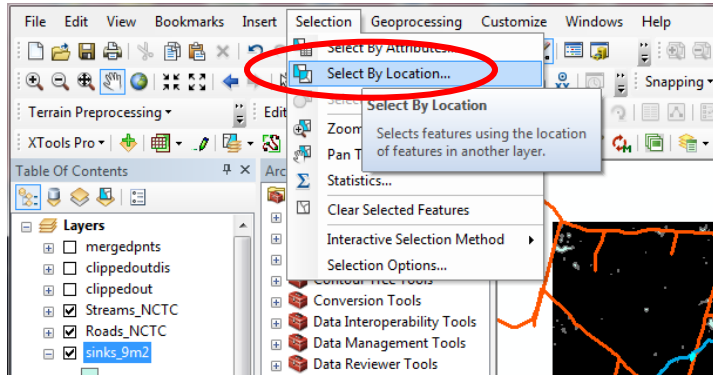 File Edit View Bookmarks Insert Selection Geoprocessing Customize Windows Help
Select By Attributes...
Select By Location...
Snapping
Select By Location
Selects features using the location
of features in another layer.
Terrain Preprocessing
Edit
Zoom
XTools Pro
Pan T
Table Of Contents
Arc
Statistics...
Clear Selected Features
Interactive Selection Method
Selection Options...
Layers
mergedpnts
clippedoutdis
clippedout
Streams_NCTC
Roads_NCTC
sinks_9m2
Conversion Tools
Data Interoperability Tools
Data Management Tools
Data Reviewer Tools